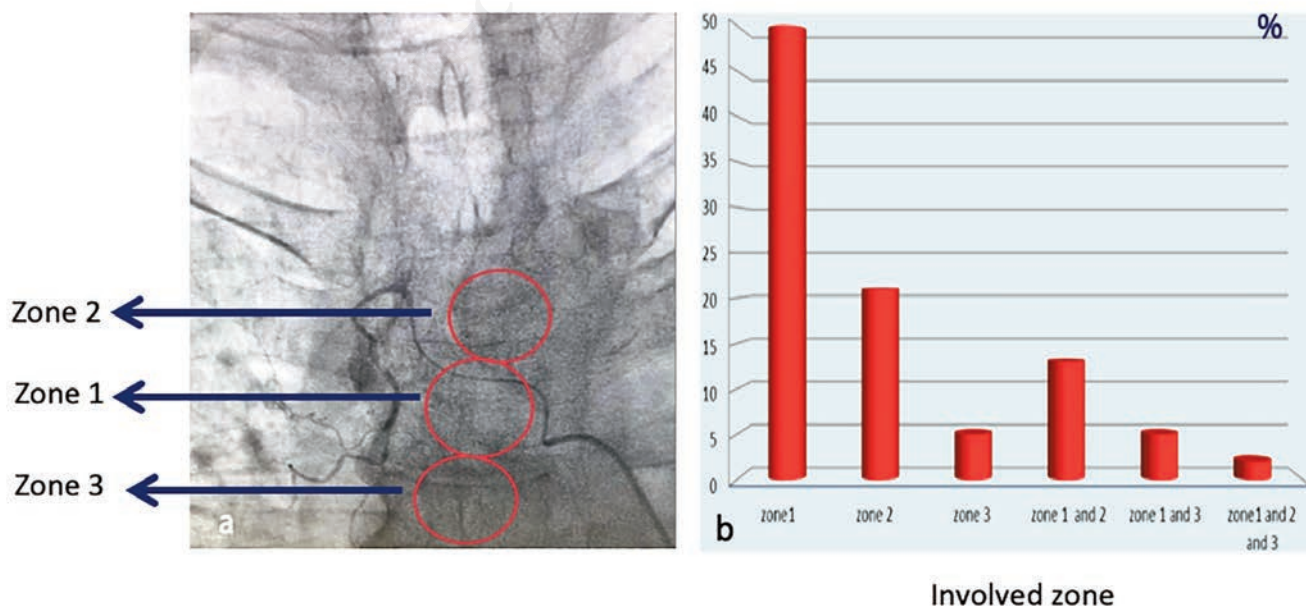 Zone 2
Zone 1
Zone 3
a
%
50
45
40
35
30
25
20
15
10
5
0
zone1
zone 2
zone 3
zone 1 and 2
zone 1 and 3
zone1 and 2
and 3
b
Involved zone